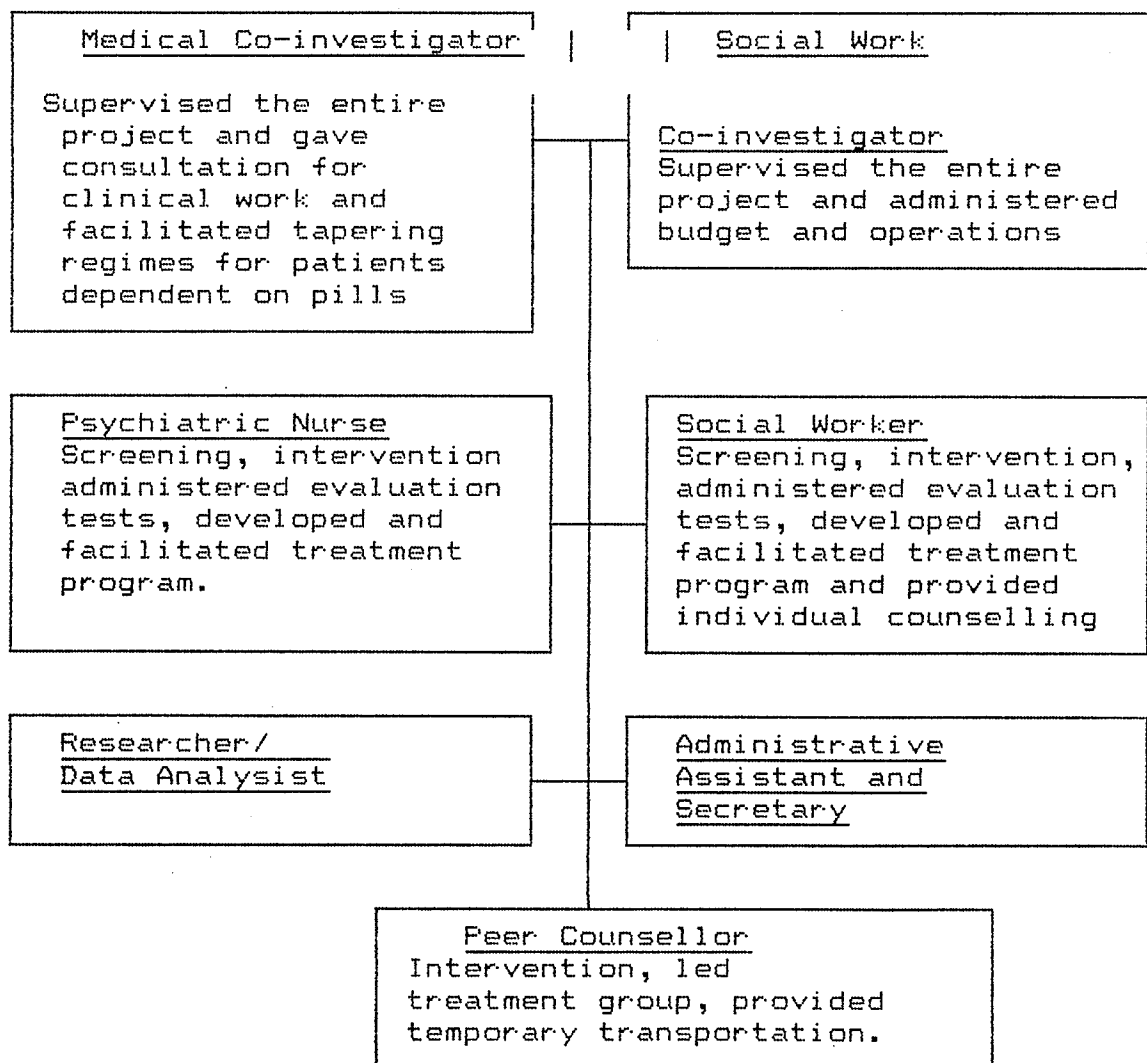 Medical Co-investigator
Supervised the entire
project and gave
consultation for
clinical work and
facilitated tapering
regimes for patients
dependent on pills
Social Work
Co-investigator
Supervised the entire
project and administered
budget and operations
Psychiatric Nurse
Screening, intervention
administered evaluation
tests, developed and
facilitated treatment
program.
Social Worker
Screening, intervention,
administered evaluation
tests, developed and
facilitated treatment
program and provided
individual counselling
Researcher/
Data Analysist
Administrative
Assistant and
Secretary
Peer Counsellor
Intervention, led
treatment group, provided
temporary transportation.